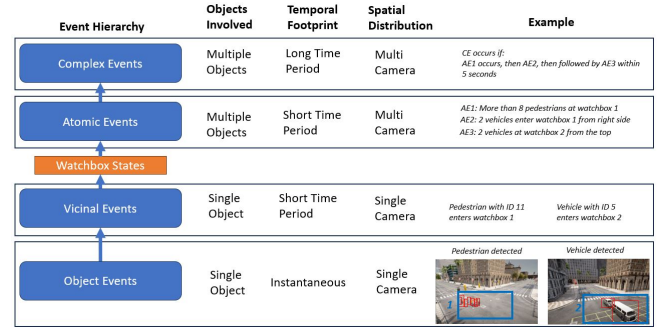 Event Hierarchy
Objects
Involved
Temporal
Footprint
Spatial
Distribution
Example
Complex Events
Multiple
Objects
Long Time
Period
Multi
Camera
CE occurs if:
AE1 occurs, then AE2, then followed by AE3 within
5 seconds
Atomic Events
Multiple
Objects
Short Time
Period
Multi
Camera
AE1: More than 8 pedestrians at watchbox 1
AE2: 2 vehicles enter watchbox 1 from right side
AE3: 2 vehicles at watchbox 2 from the top
Watchbox States
Vicinal Events
Single
Object
Short Time
Period
Single
Camera
Pedestrian with ID 11
enters watchbox 1
Vehicle with ID 5
enters watchbox 2
Object Events
Single
Object
Instantaneous
Single
Camera
Pedestrian detected
Vehicle detected
1
2